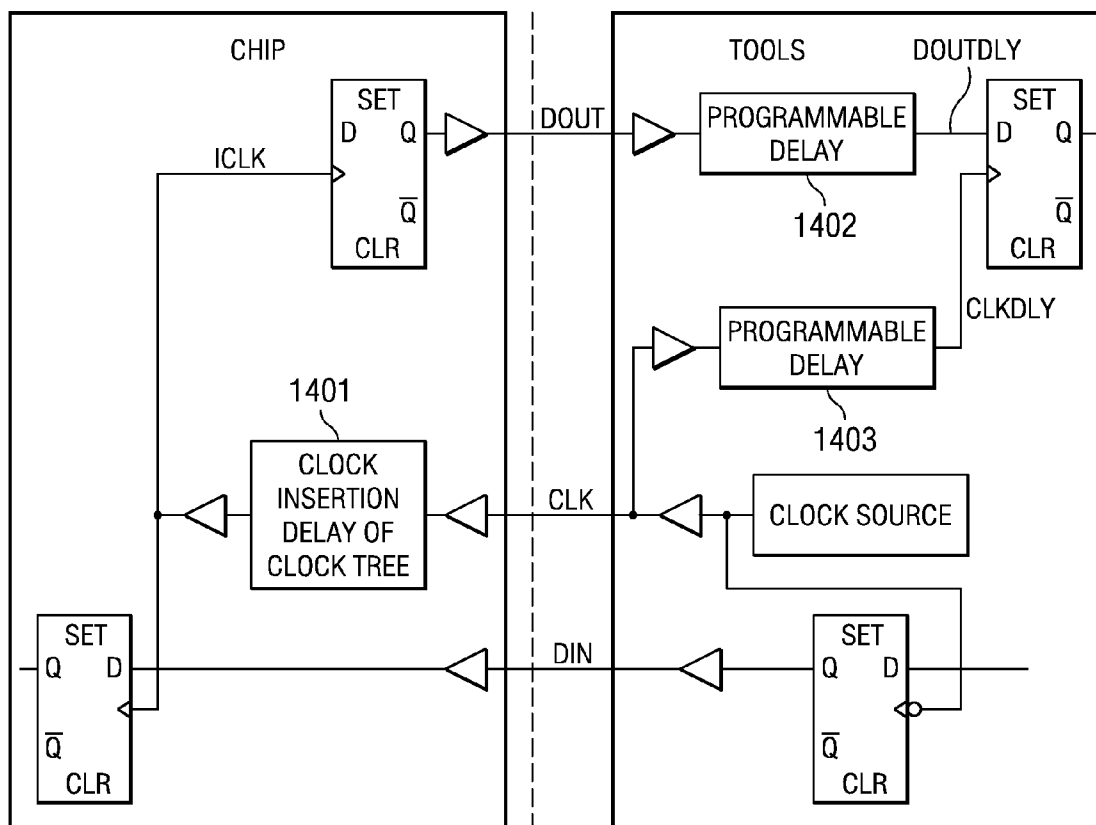 CHIP
TOOLS
DOUTDLY
SET
D
Q
Q̅
CLR
ICLK
DOUT
PROGRAMMABLE
DELAY
1402
SET
D
Q
Q̅
CLR
CLKDLY
PROGRAMMABLE
DELAY
1403
1401
CLOCK
INSERTION
DELAY OF
CLOCK TREE
CLK
CLOCK SOURCE
SET
Q
D
Q̅
CLR
DIN
SET
Q
D
Q̅
CLR